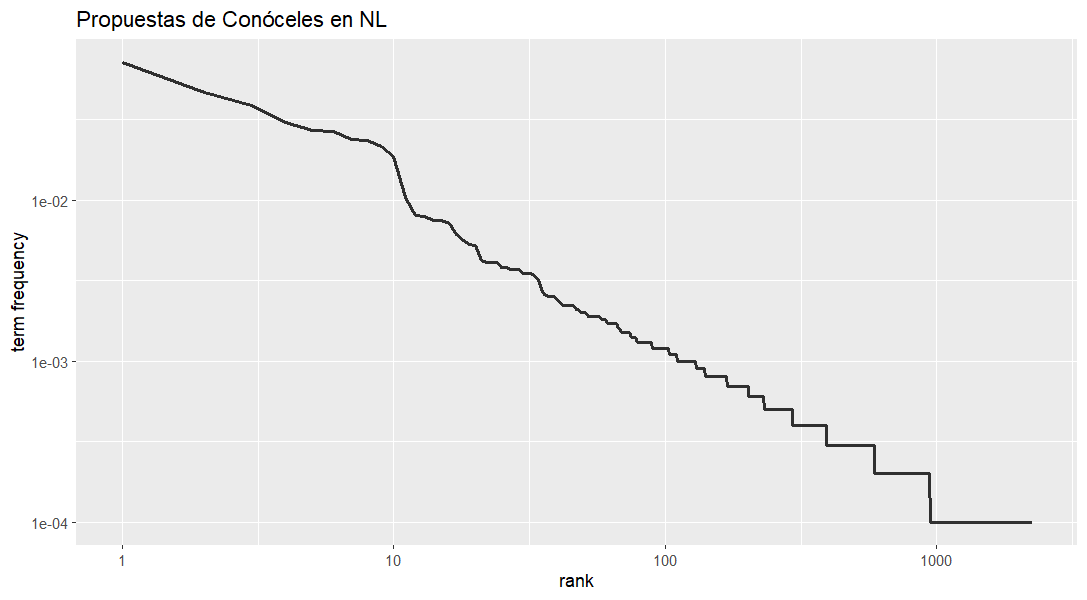 Propuestas de Conóceles en NL
term frequency
1e-02
1e-03
1e-04
1 10 100 1000
rank